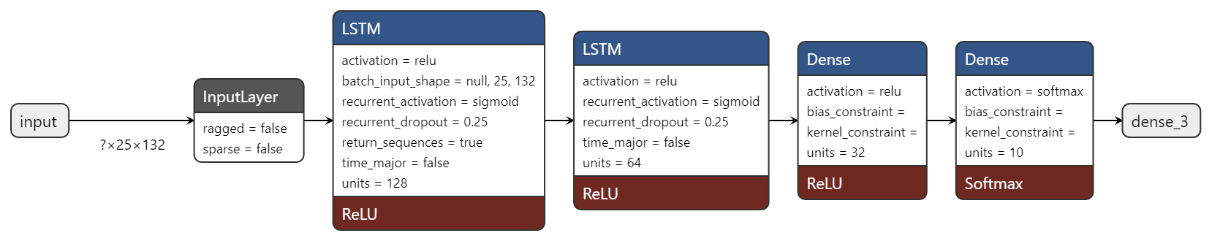 input
?×25×132
InputLayer
ragged = false
sparse = false
LSTM
activation = relu
batch_input_shape = null, 25, 132
recurrent_activation = sigmoid
recurrent_dropout = 0.25
return_sequences = true
time_major = false
units = 128
ReLU
LSTM
activation = relu
recurrent_activation = sigmoid
recurrent_dropout = 0.25
time_major = false
units = 64
ReLU
Dense
activation = relu
bias_constraint =
kernel_constraint =
units = 32
ReLU
Dense
activation = softmax
bias_constraint =
kernel_constraint =
units = 10
Softmax
dense_3